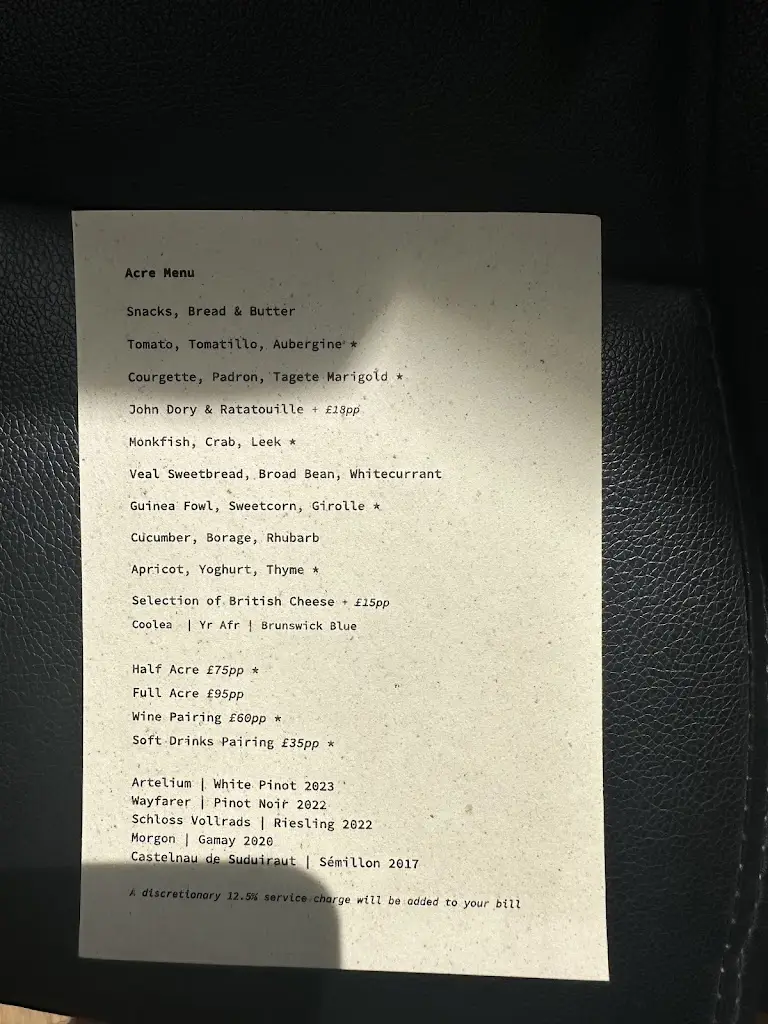 Acre Menu
Snacks, Bread & Butter
Tomato, Tomatillo, Aubergine *
Courgette, Padron, Tagete Marigold *
John Dory & Ratatouille + £18pp
Monkfish, Crab, Leek *
Veal Sweetbread, Broad Bean, Whitecurrant
Guinea Fowl, Sweetcorn, Girolle *
Cucumber, Borage, Rhubarb
Apricot, Yoghurt, Thyme *
Selection of British Cheese + £15pp
Coolea | Yr Afr | Brunswick Blue
Half Acre £75pp *
Full Acre £95pp
Wine Pairing £60pp *
Soft Drinks Pairing £35pp *
Artelium | White Pinot 2023
Wayfarer | Pinot Noir 2022
Schloss Vollrads | Riesling 2022
Morgon | Gamay 2020
Castelnau de Suduiraut | Sémillon 2017
A discretionary 12.5% service charge will be added to your bill